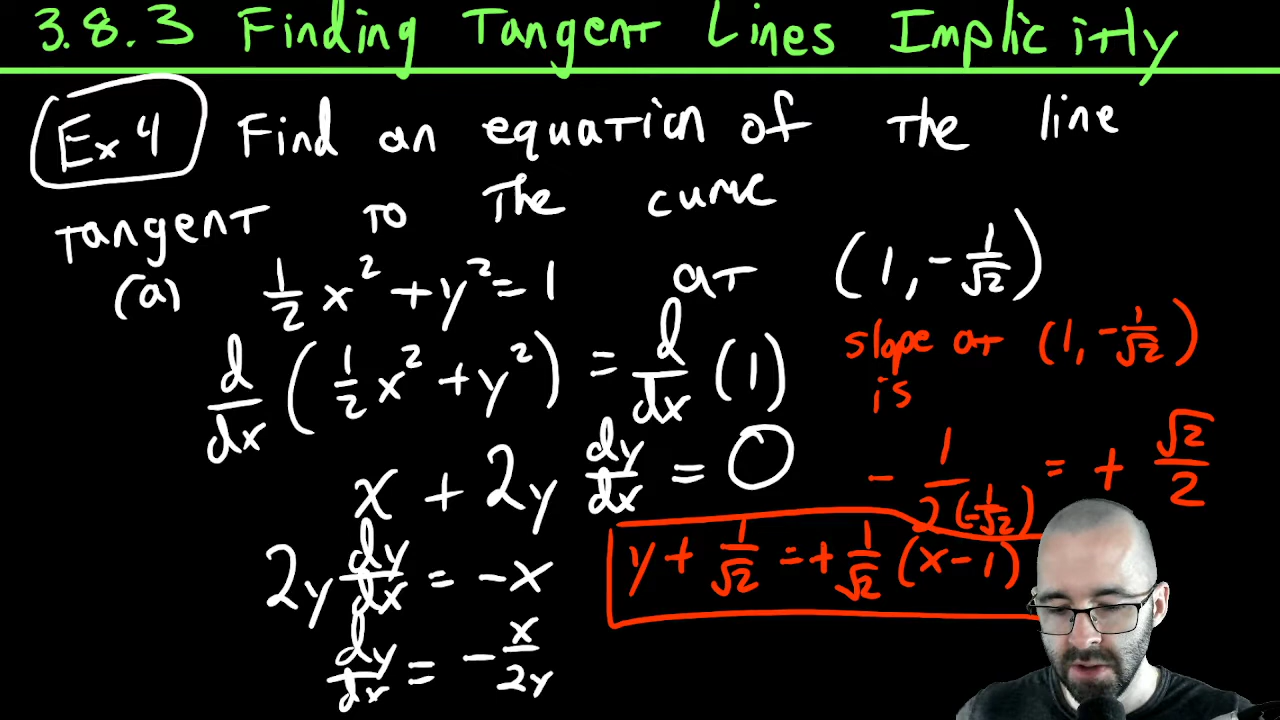 3.8.3 Finding Tangent Lines Implicitly
Ex 4 Find an equation of the line
tangent to the curve
(a) 1/2 x² + y² = 1 at (1, -1/√2)
d/dx (1/2 x² + y²) = d/dx (1)
x + 2y dy/dx = 0
2y dy/dx = -x
dy/dx = -x/2y
slope at (1, -1/√2)
is
- 1/2(-1/√2) = + √2/2
y + 1/√2 = + 1/√2 (x - 1)